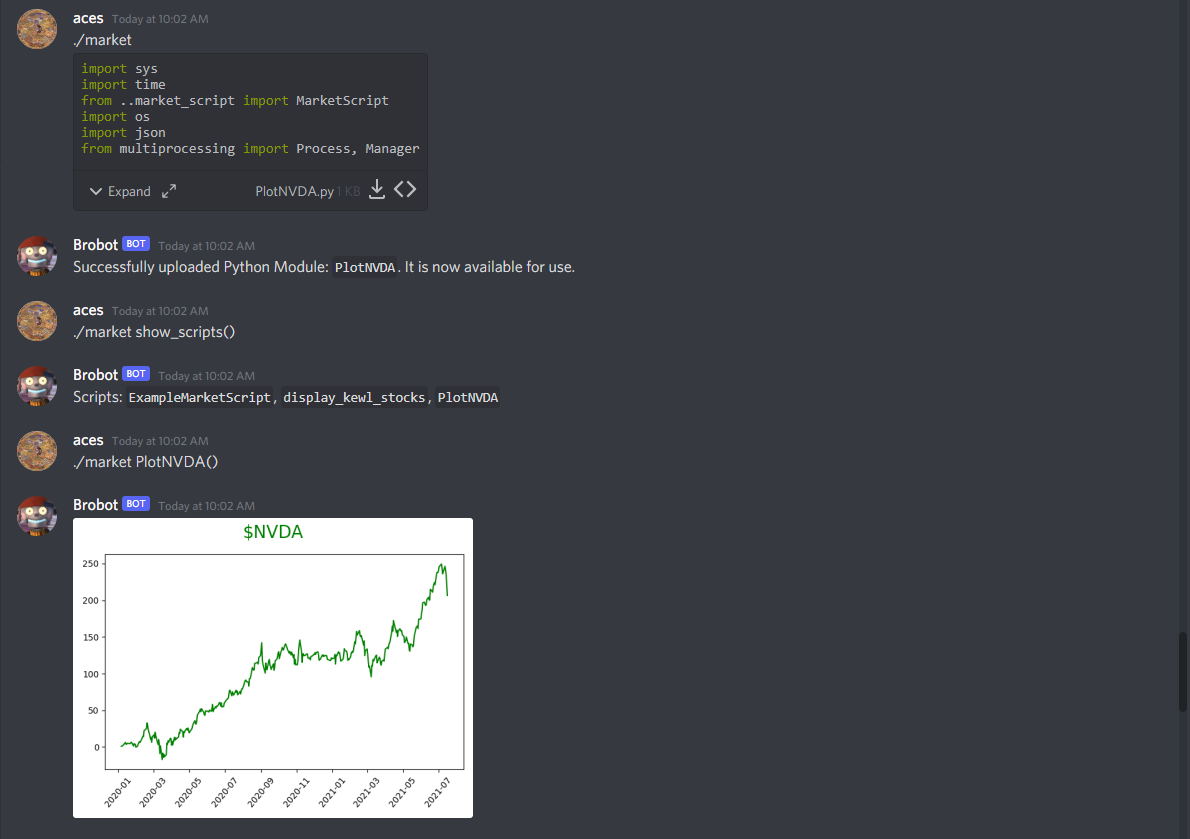 aces Today at 10:02 AM
./market
import sys
import time
from ..market_script import MarketScript
import os
import json
from multiprocessing import Process, Manager
Expand PlotNVDA.py 1 KB
Brobot BOT Today at 10:02 AM
Successfully uploaded Python Module: PlotNVDA. It is now available for use.
aces Today at 10:02 AM
./market show_scripts()
Brobot BOT Today at 10:02 AM
Scripts: ExampleMarketScript, display_kewl_stocks, PlotNVDA
aces Today at 10:02 AM
./market PlotNVDA()
Brobot BOT Today at 10:02 AM
$NVDA
250
200
150
100
50
0
2020-01 2020-03 2020-05 2020-07 2020-09 2020-11 2021-01 2021-03 2021-05 2021-07